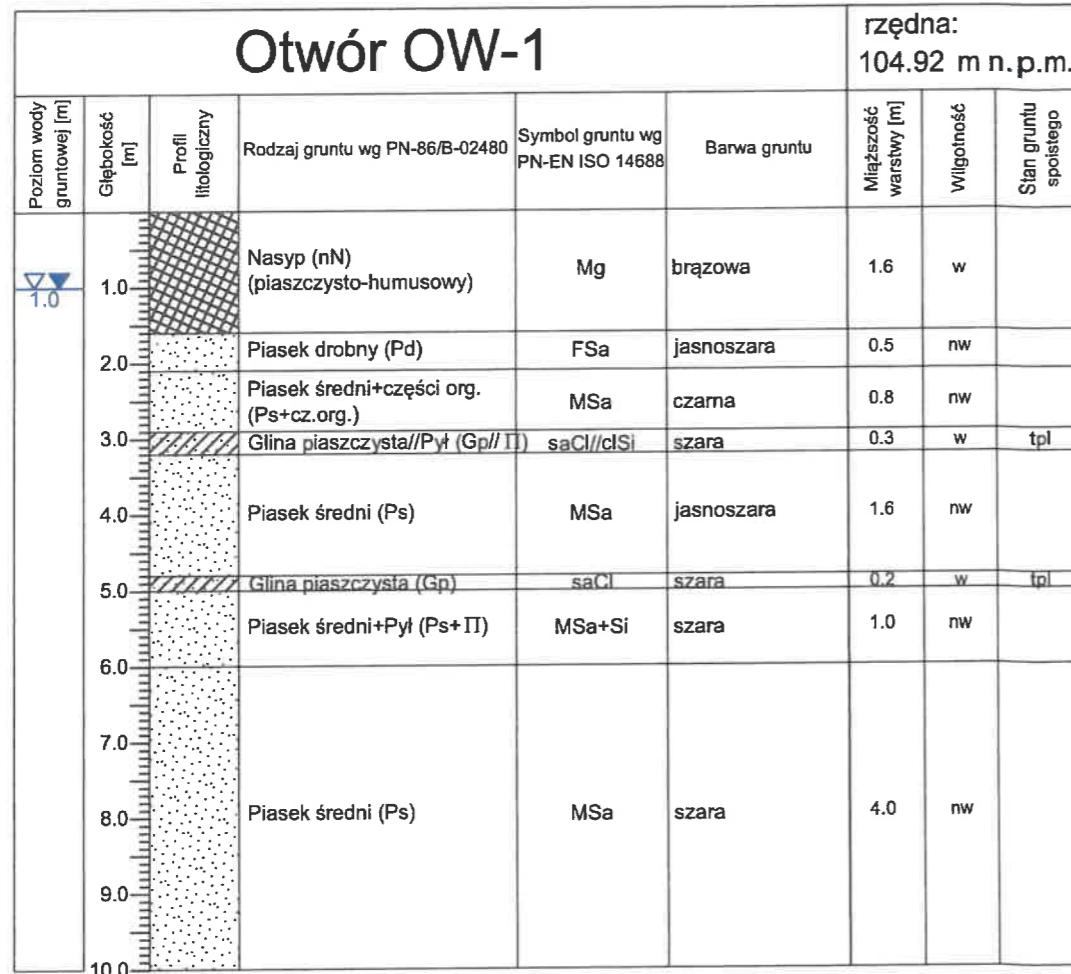 Otwór OW-1
rzędna:
104.92 m n.p.m.
Poziom wody
gruntowej [m]
Głębokość
[m]
Profil
litologiczny
Rodzaj gruntu wg PN-86/B-02480
Symbol gruntu wg
PN-EN ISO 14688
Barwa gruntu
Miąższość
warstwy [m]
Wilgotność
Stan gruntu
spoistego
1.0
1.0
Nasyp (nN)
(piaszczysto-humusowy)
Mg
brązowa
1.6
w
2.0
Piasek drobny (Pd)
FSa
jasnoszara
0.5
nw
Piasek średni+części org.
(Ps+cz.org.)
MSa
czarna
0.8
nw
3.0
Glina piaszczysta//Pył (Gp//Π)
saCl//clSi
szara
0.3
w
tpl
4.0
Piasek średni (Ps)
MSa
jasnoszara
1.6
nw
5.0
Glina piaszczysta (Gp)
saCl
szara
0.2
w
tpl
Piasek średni+Pył (Ps+Π)
MSa+Si
szara
1.0
nw
6.0
7.0
8.0
Piasek średni (Ps)
MSa
szara
4.0
nw
9.0
10.0